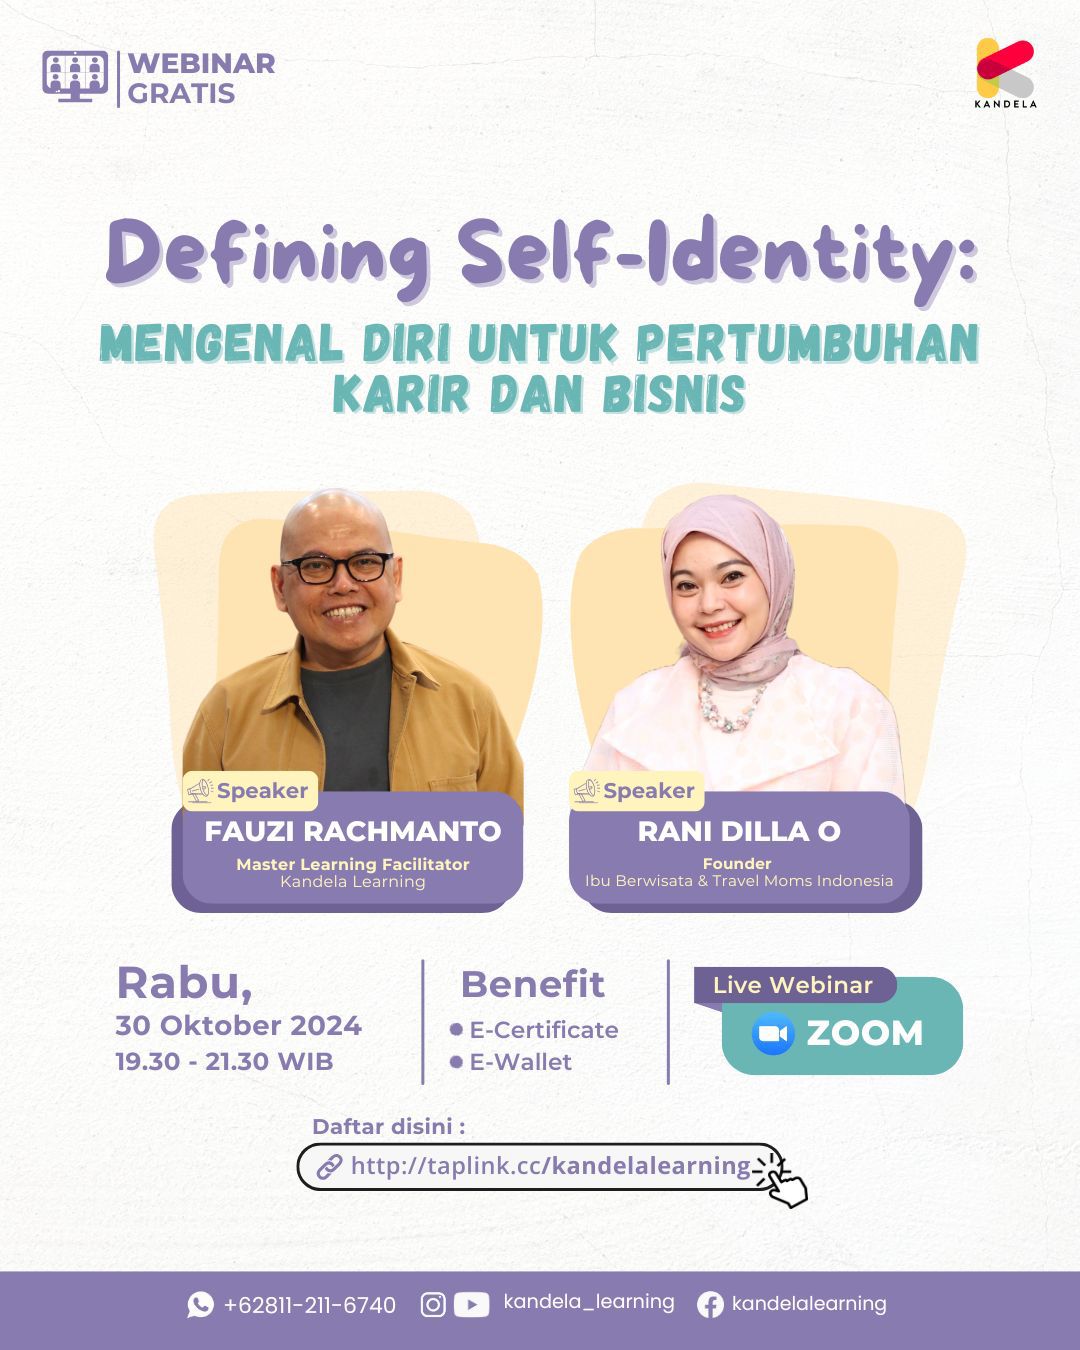 WEBINAR
GRATIS
KANDELA
Defining Self-Identity:
MENGENAL DIRI UNTUK PERTUMBUHAN
KARIR DAN BISNIS
Speaker
FAUZI RACHMANTO
Master Learning Facilitator
Kandela Learning
Speaker
RANI DILLA O
Founder
Ibu Berwisata & Travel Moms Indonesia
Rabu,
30 Oktober 2024
19.30 - 21.30 WIB
Benefit
E-Certificate
E-Wallet
Live Webinar
ZOOM
Daftar disini :
http://taplink.cc/kandelalearning
+62811-211-6740
kandela_learning
kandelalearning